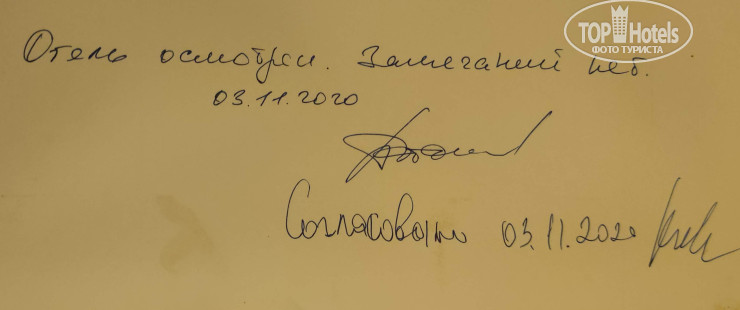 TOP Hotels
ФОТО ТУРИСТА
Отель осмотрен. Замечаний нет.
03.11.2020
Согласовано 03.11.2020